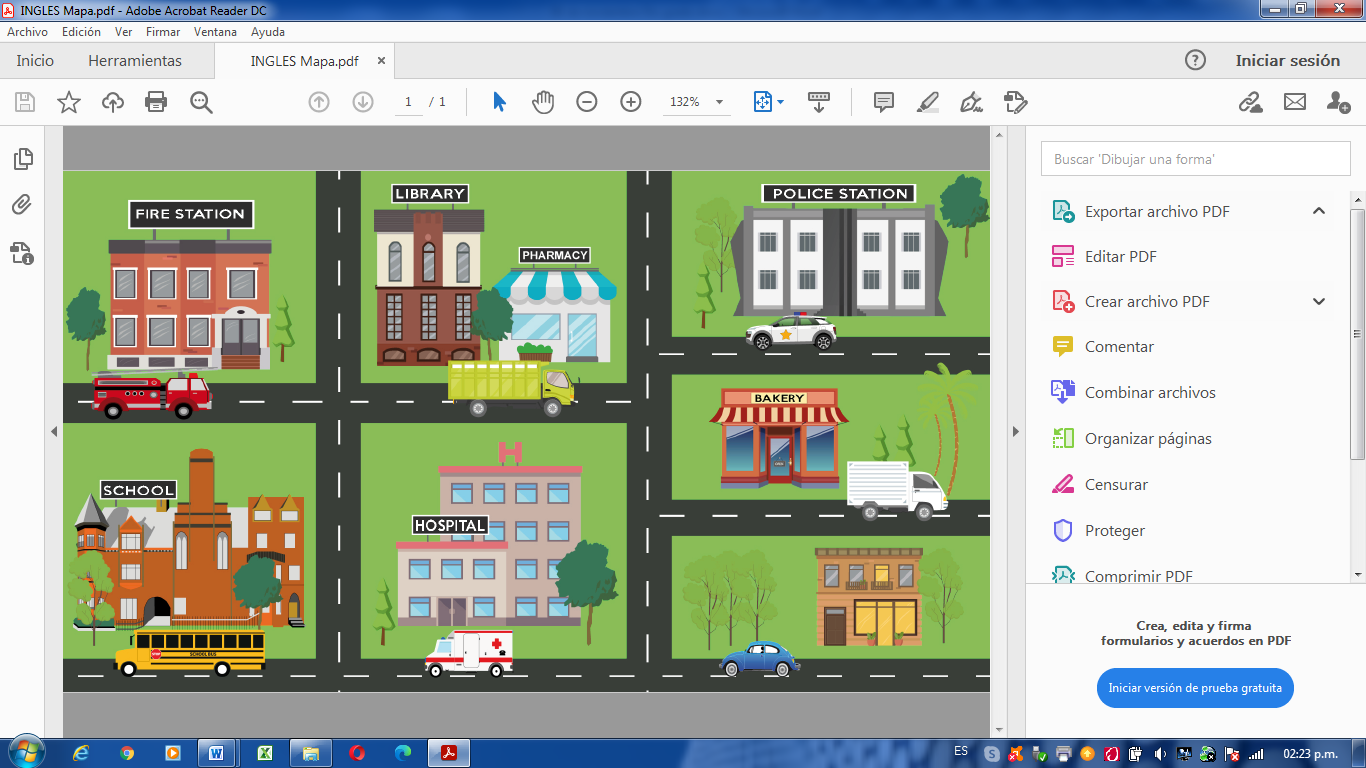 INGLES Mapa.pdf - Adobe Acrobat Reader DC
Archivo Edición Ver Firmar Ventana Ayuda
Inicio Herramientas INGLES Mapa.pdf × ? Iniciar sesión
1 / 1 132%
Buscar 'Dibujar una forma'
Exportar archivo PDF
Editar PDF
Crear archivo PDF
Comentar
Combinar archivos
Organizar páginas
Censurar
Proteger
Comprimir PDF
Crea, edita y firma
formularios y acuerdos en PDF
Iniciar versión de prueba gratuita
FIRE STATION
LIBRARY
PHARMACY
POLICE STATION
BAKERY
SCHOOL
H
HOSPITAL
SCHOOL BUS
STOP
ES 02:23 p.m.